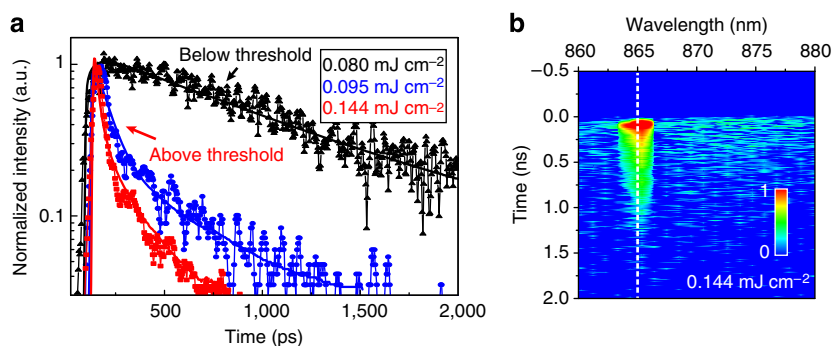 a
Normalized intensity (a.u.)
1
0.1
Below threshold
0.080 mJ cm⁻²
0.095 mJ cm⁻²
0.144 mJ cm⁻²
Above threshold
500
1,000
1,500
2,000
Time (ps)
b
Wavelength (nm)
860
865
870
875
880
Time (ns)
−0.5
0.0
0.5
1.0
1.5
2.0
1
0
0.144 mJ cm⁻²